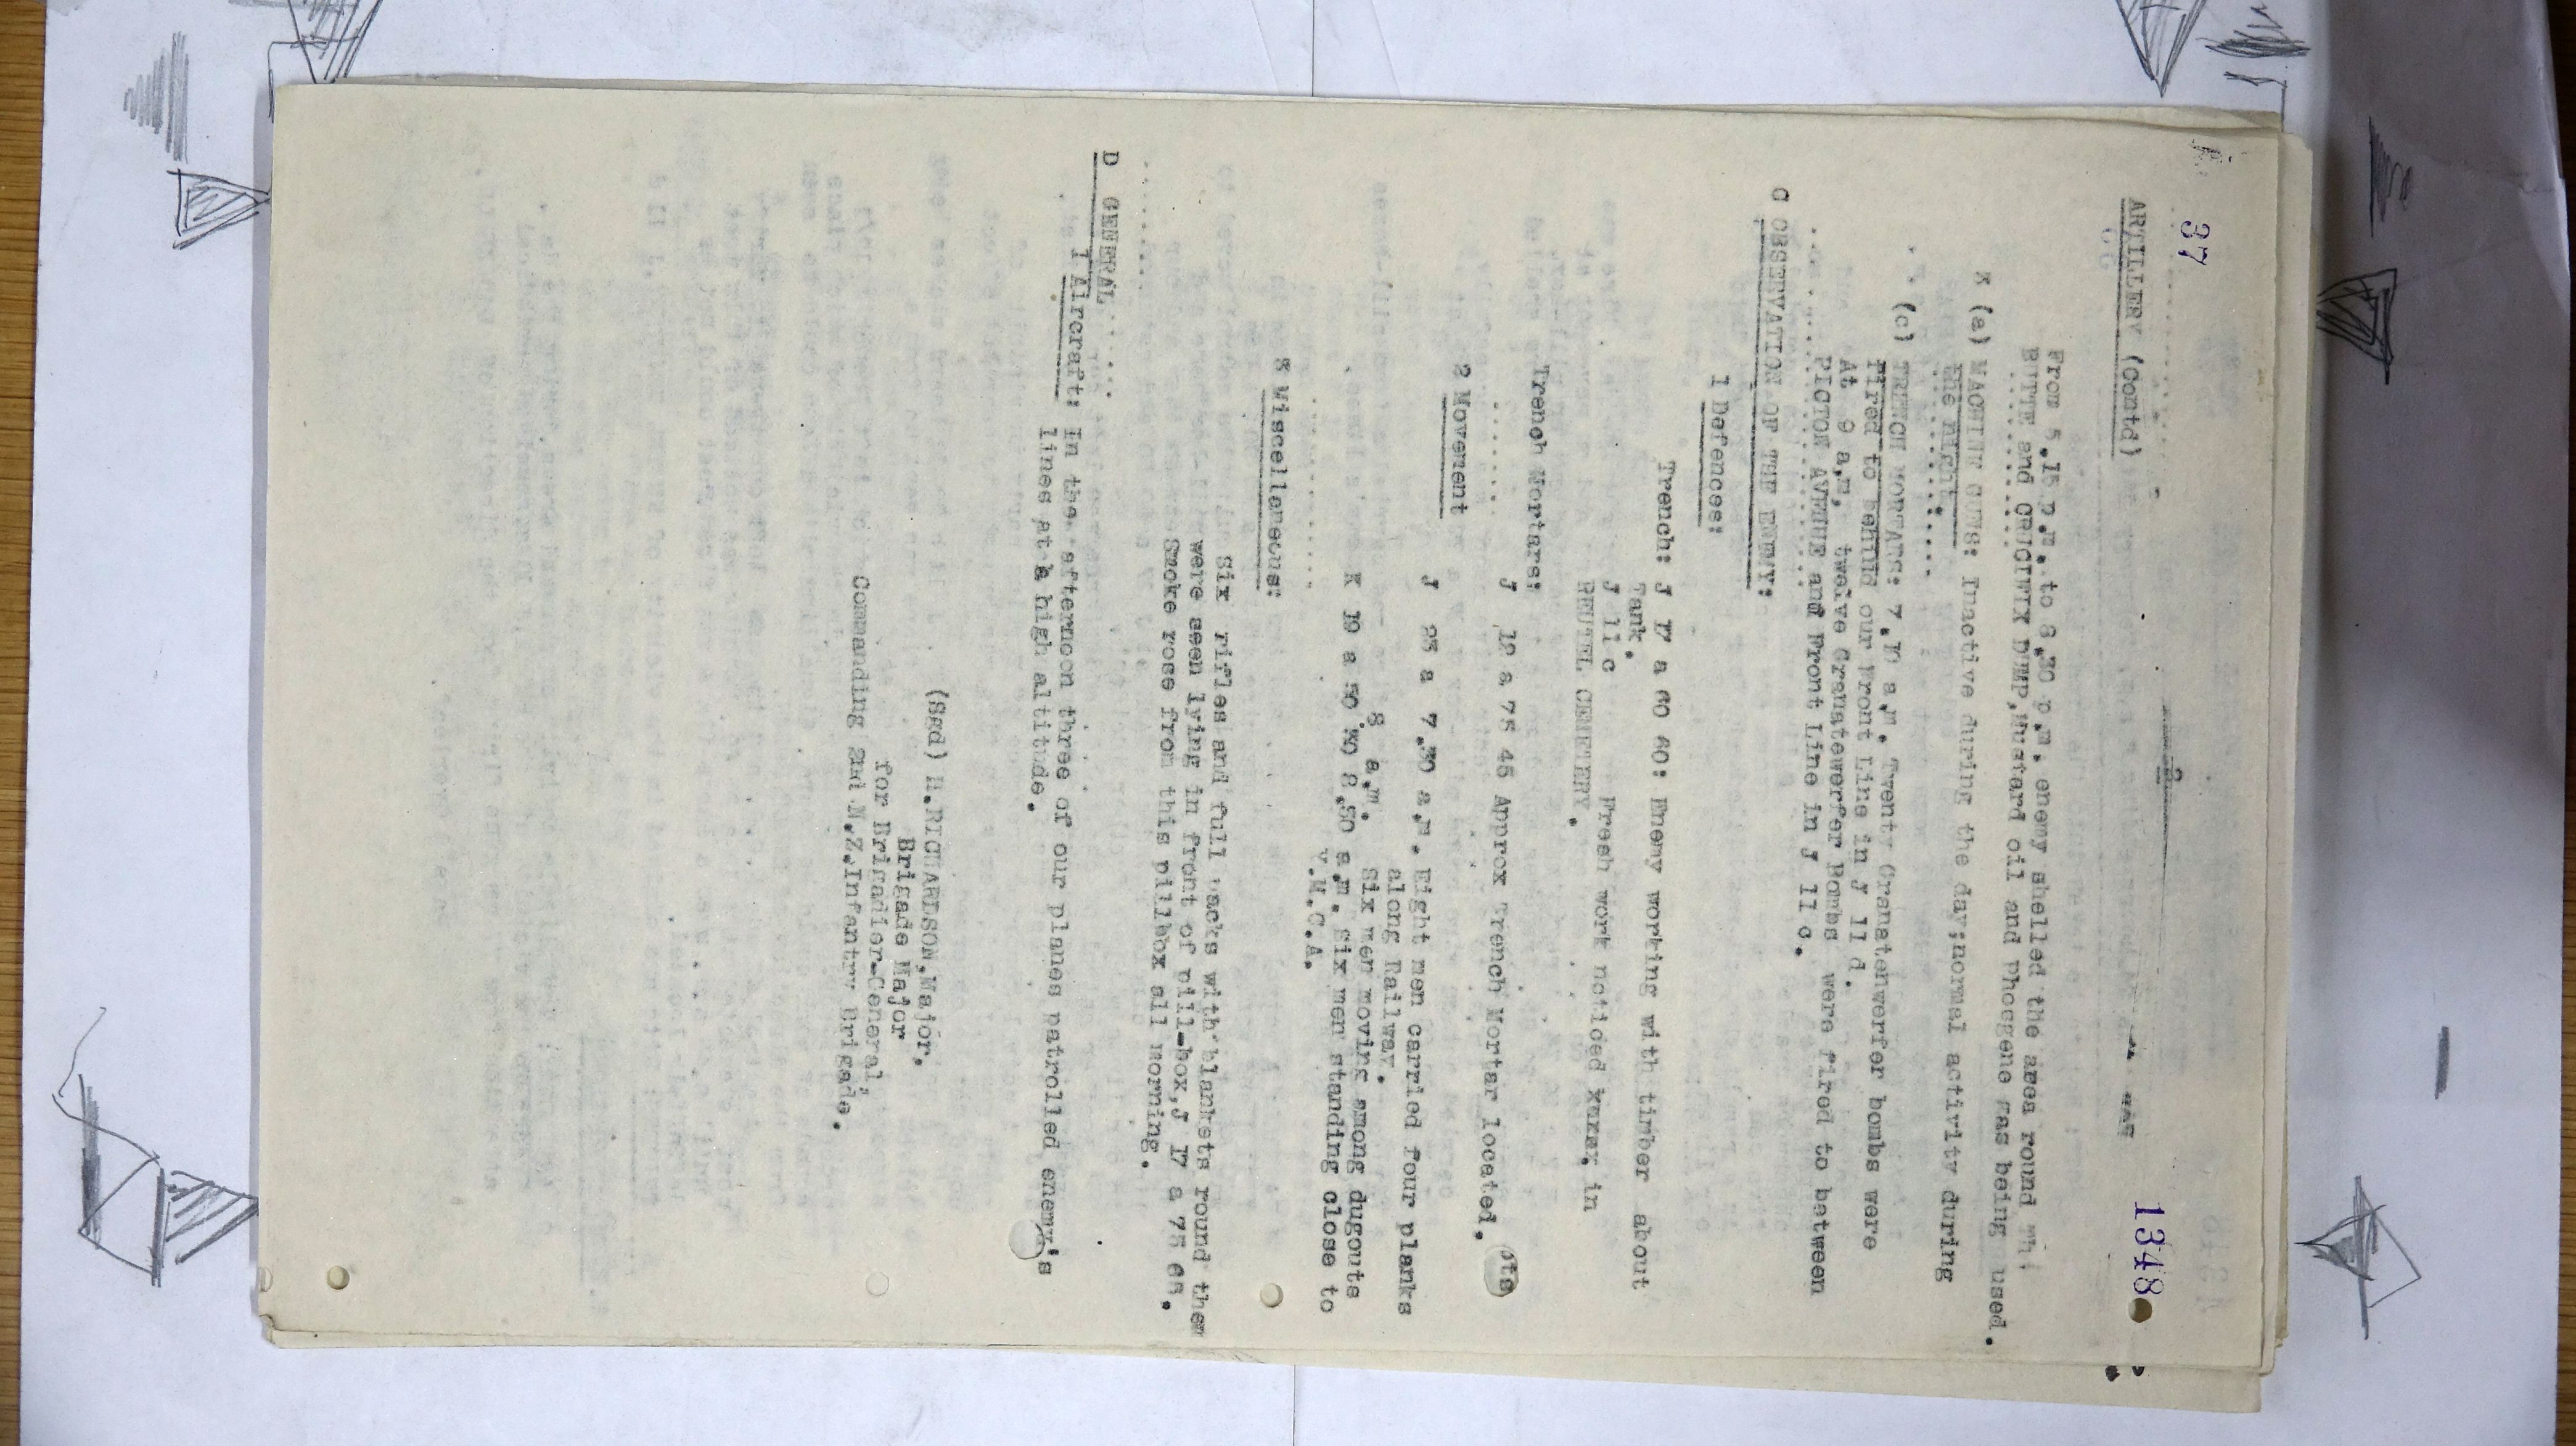 37
1348
2
ARTILLERY (Contd)
From 5.15 p.m. to 8.30 p.m. enemy shelled the area round
BUTTE and CRUCIFIX DUMP, Mustard oil and Phosgene gas being used.
(a) MACHINE GUNS: Inactive during the day; normal activity during
the night.
(c) TRENCH MORTARS: 7.10 a.m. Twenty Granatenwerfer bombs were
fired to behind our Front Line in J 11 d.
At 9 a.m. twelve Granatewerfer Bombs were fired to between
PICTON AVENUE and Front Line in J 11 c.
C OBSERVATION OF THE ENEMY:
1 Defences:
Trench: J 17 a 60 60: Enemy working with timber about
Tank.
J 11 c Fresh work noticed in
REUTEL CEMETERY.
Trench Mortars:
J 12 a 75 45 Approx Trench Mortar located.
2 Movement
J 23 a 7.30 a.m. Eight men carried four planks
along Railway.
8 a.m. Six men moving among dugouts
K 19 a 50 30 8.50 a.m. Six men standing close to
Y.M.C.A.
3 Miscellaneous:
Six rifles and full packs with blankets round them
were seen lying in front of pill-box, J 17 a 75 65.
Smoke rose from this pillbox all morning.
D GENERAL
1 Aircraft: In the afternoon three of our planes patrolled enemy's
lines at a high altitude.
(Sgd) H.RICHARDSON, Major,
Brigade Major
for Brigadier-General,
Commanding 2nd N.Z. Infantry Brigade.